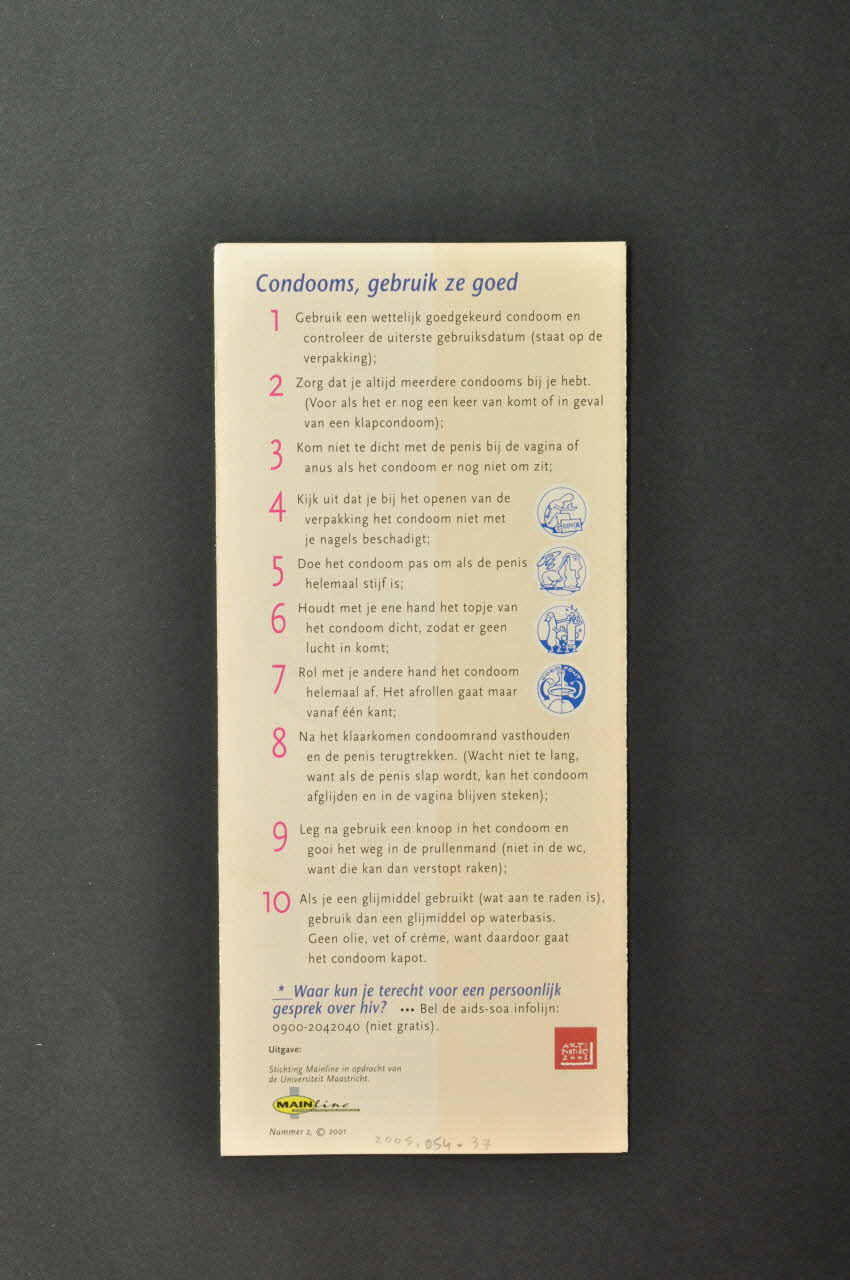 Condooms, gebruik ze goed
1 Gebruik een wettelijk goedgekeurd condoom en
controleer de uiterste gebruiksdatum (staat op de
verpakking);
2 Zorg dat je altijd meerdere condooms bij je hebt.
(Voor als het er nog een keer van komt of in geval
van een klapcondoom);
3 Kom niet te dicht met de penis bij de vagina of
anus als het condoom er nog niet om zit;
4 Kijk uit dat je bij het openen van de
verpakking het condoom niet met
je nagels beschadigt;
5 Doe het condoom pas om als de penis
helemaal stijf is;
6 Houdt met je ene hand het topje van
het condoom dicht, zodat er geen
lucht in komt;
7 Rol met je andere hand het condoom
helemaal af. Het afrollen gaat maar
vanaf één kant;
8 Na het klaarkomen condoomrand vasthouden
en de penis terugtrekken. (Wacht niet te lang,
want als de penis slap wordt, kan het condoom
afglijden en in de vagina blijven steken);
9 Leg na gebruik een knoop in het condoom en
gooi het weg in de prullenmand (niet in de wc,
want die kan dan verstopt raken);
10 Als je een glijmiddel gebruikt (wat aan te raden is),
gebruik dan een glijmiddel op waterbasis.
Geen olie, vet of crème, want daardoor gaat
het condoom kapot.
* Waar kun je terecht voor een persoonlijk
gesprek over hiv? ••• Bel de aids-soa infolijn:
0900-2042040 (niet gratis).
Uitgave:
Stichting Mainline in opdracht van
de Universiteit Maastricht.
MAINline
Nummer 2, © 2001
ART:
PONTIAC
2001
2005.054.37